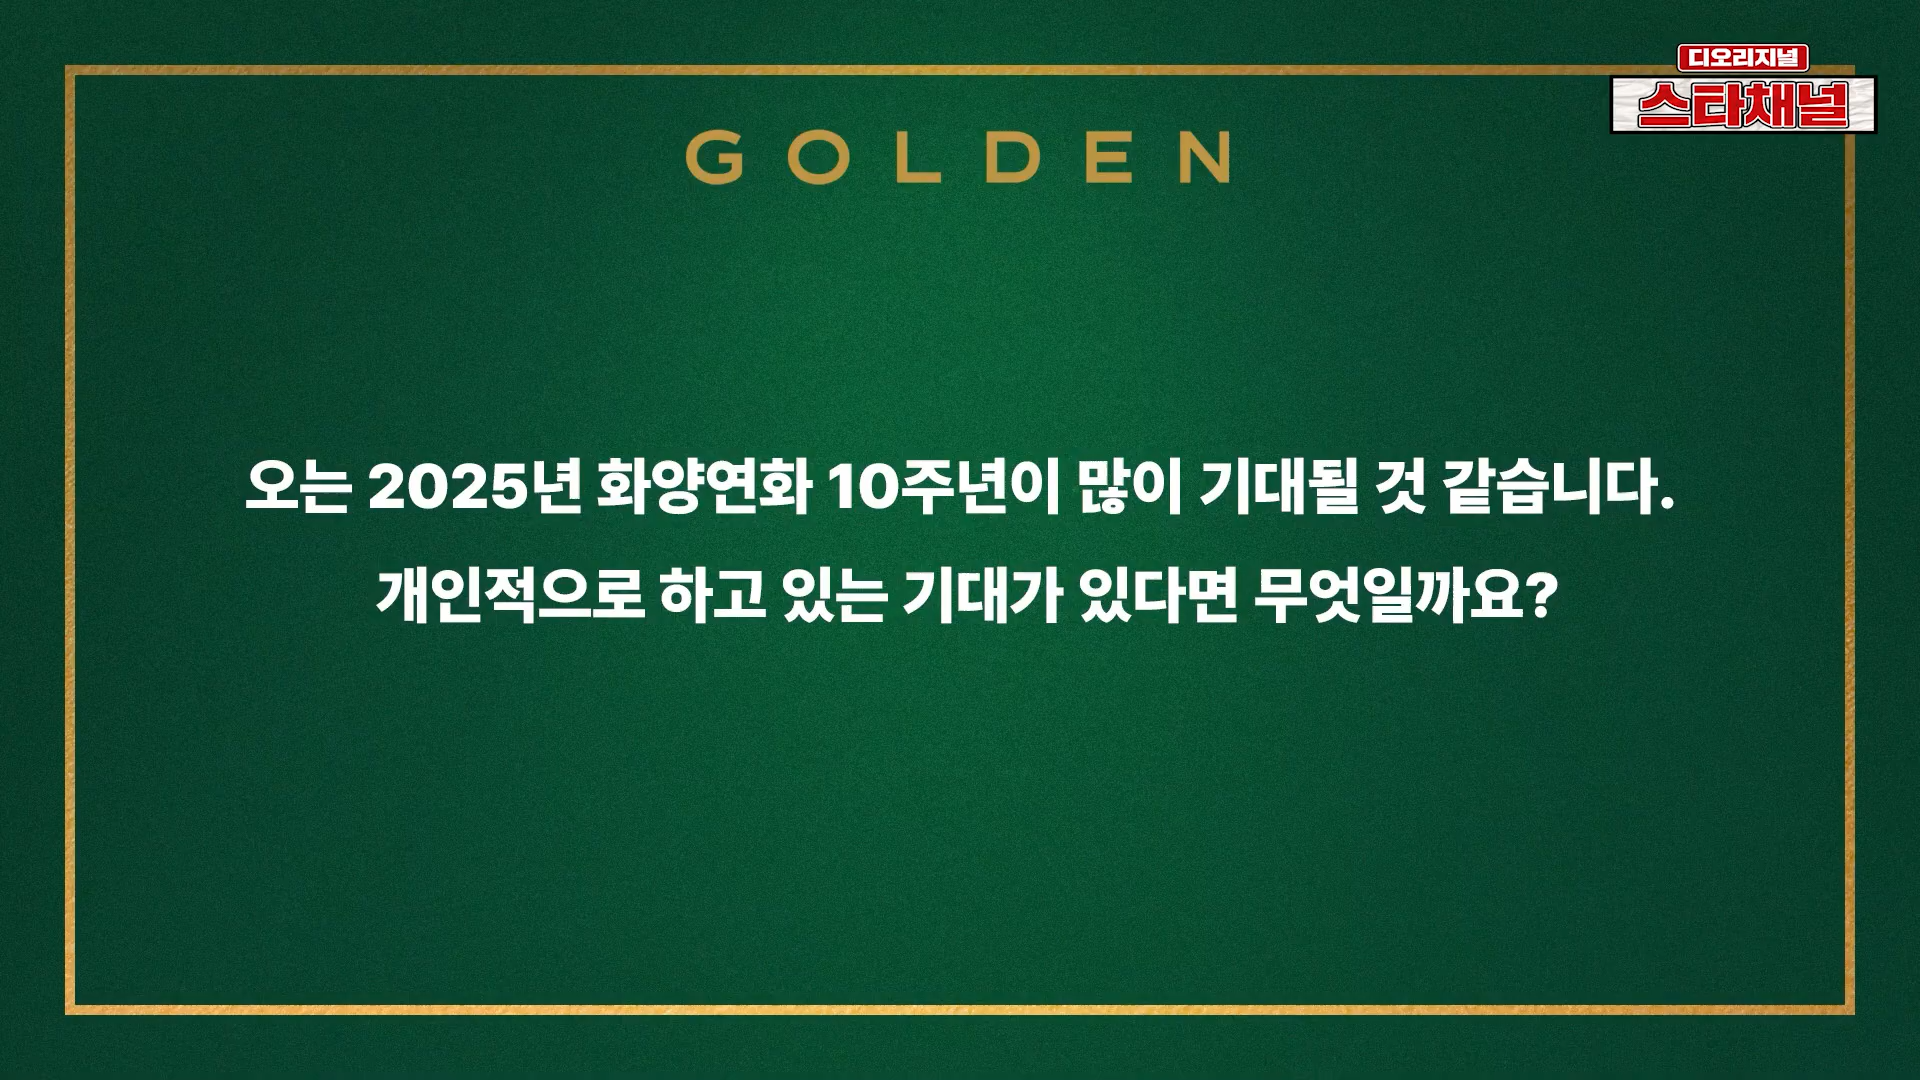 디오리지널
스타채널
GOLDEN
오는 2025년 화양연화 10주년이 많이 기대될 것 같습니다.
개인적으로 하고 있는 기대가 있다면 무엇일까요?